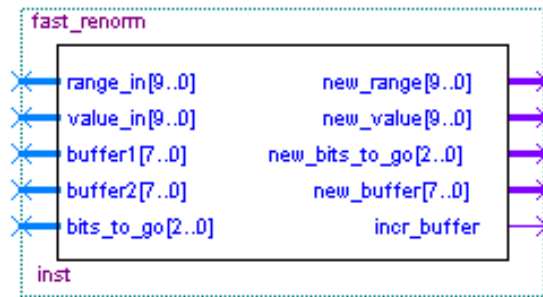 fast_renorm
range_in[9..0] new_range[9..0]
value_in[9..0] new_value[9..0]
buffer1[7..0] new_bits_to_go[2..0]
buffer2[7..0] new_buffer[7..0]
bits_to_go[2..0] incr_buffer
inst